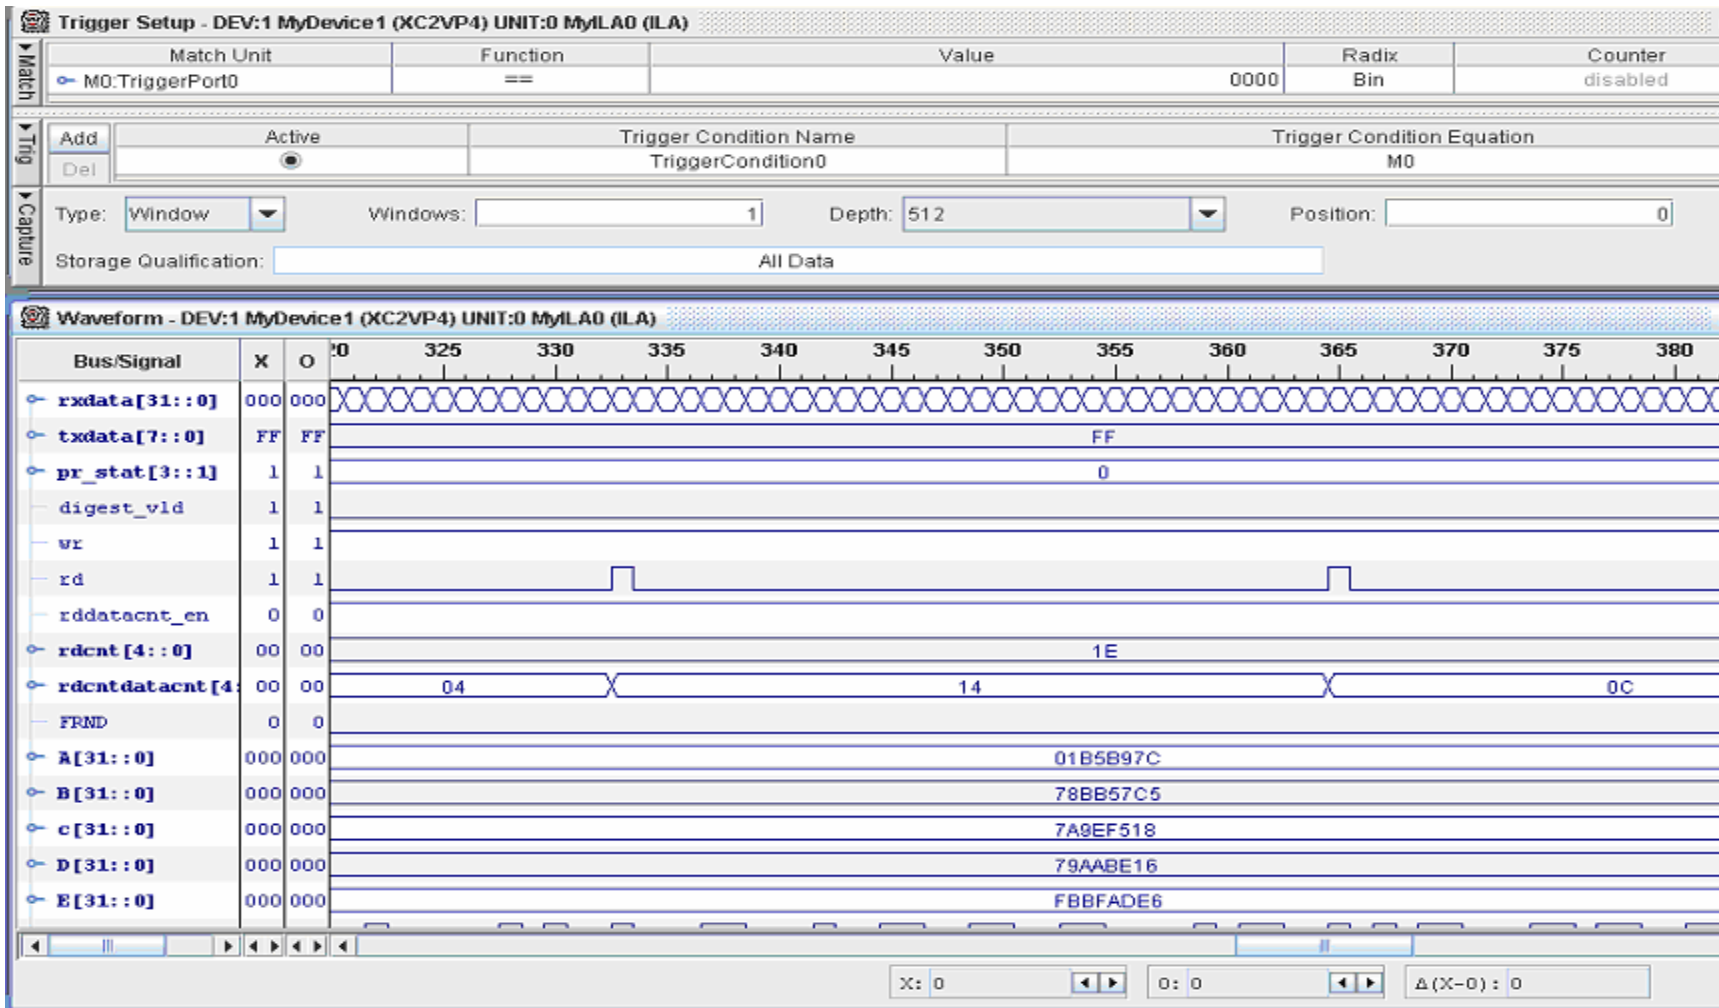 Trigger Setup - DEV:1 MyDevice1 (XC2VP4) UNIT:0 MyILA0 (ILA)
Match
Match Unit Function Value Radix Counter
M0:TriggerPort0 == 0000 Bin disabled
Trig
Add Active Trigger Condition Name Trigger Condition Equation
Del TriggerCondition0 M0
Capture
Type: Window Windows: 1 Depth: 512 Position: 0
Storage Qualification: All Data
Waveform - DEV:1 MyDevice1 (XC2VP4) UNIT:0 MyILA0 (ILA)
Bus/Signal X O 325 330 335 340 345 350 355 360 365 370 375 380
rxdata[31::0] 000 000
txdata[7::0] FF FF FF
pr_stat[3::1] 1 1 0
digest_vld 1 1
wr 1 1
rd 1 1
rddatacnt_en 0 0
rdcnt[4::0] 00 00 1E
rdcntdatacnt[4: 00 00 04 14 0C
FRND 0 0
A[31::0] 000 000 01B5B97C
B[31::0] 000 000 78BB57C5
c[31::0] 000 000 7A9EF518
D[31::0] 000 000 79AABE16
E[31::0] 000 000 FBBFADE6
X: 0 O: 0 Δ(X-O): 0